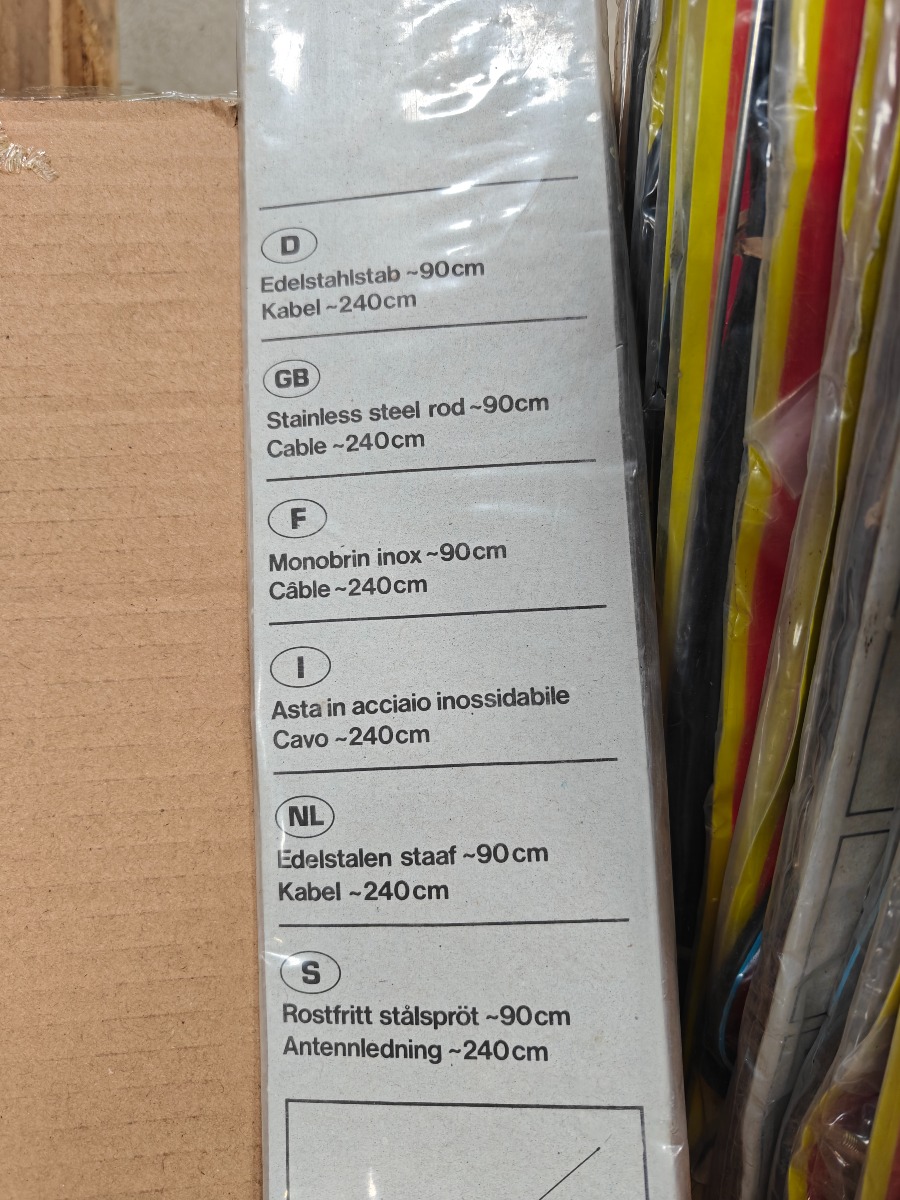 D
Edelstahlstab ~90cm
Kabel ~240cm
GB
Stainless steel rod ~90cm
Cable ~240cm
F
Monobrin inox ~90cm
Câble ~240cm
I
Asta in acciaio inossidabile
Cavo ~240cm
NL
Edelstalen staaf ~90cm
Kabel ~240cm
S
Rostfritt stålspröt ~90cm
Antennledning ~240cm